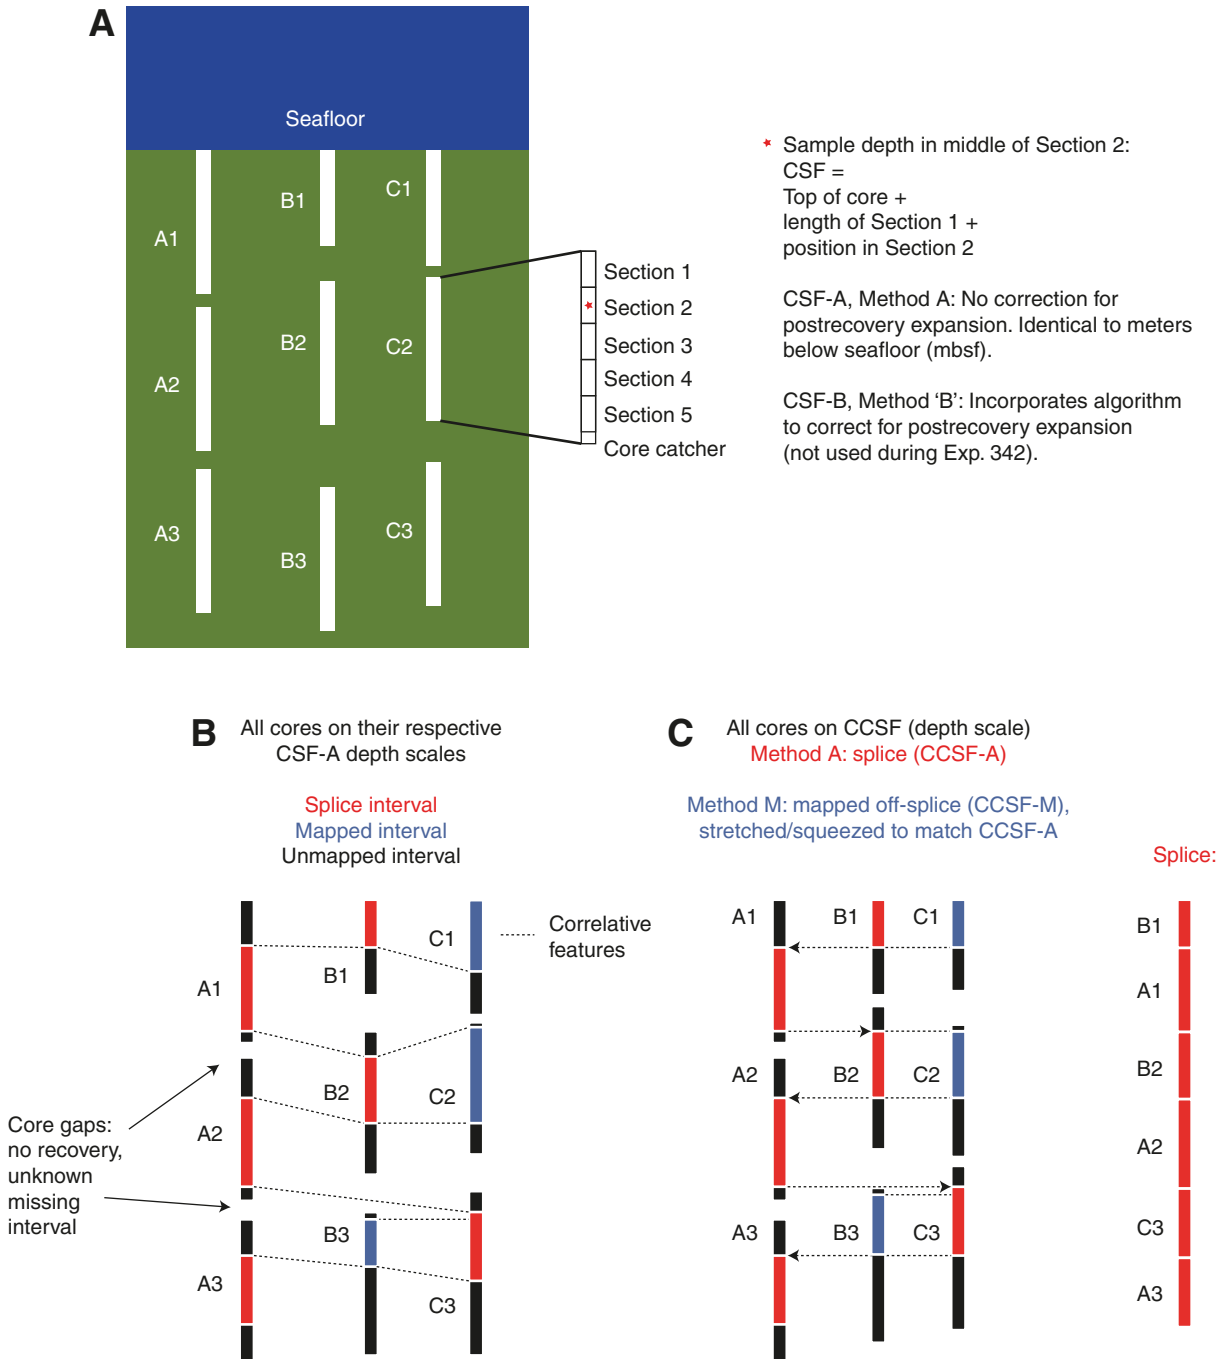 A
Seafloor
A1
B1
C1
A2
B2
C2
A3
B3
C3
Section 1
Section 2
Section 3
Section 4
Section 5
Core catcher
Sample depth in middle of Section 2:
CSF =
Top of core +
length of Section 1 +
position in Section 2
CSF-A, Method A: No correction for
postrecovery expansion. Identical to meters
below seafloor (mbsf).
CSF-B, Method ‘B’: Incorporates algorithm
to correct for postrecovery expansion
(not used during Exp. 342).
B
All cores on their respective
CSF-A depth scales
Splice interval
Mapped interval
Unmapped interval
Correlative
features
A1
B1
C1
A2
B2
C2
A3
B3
C3
Core gaps:
no recovery,
unknown
missing
interval
C
All cores on CCSF (depth scale)
Method A: splice (CCSF-A)
Method M: mapped off-splice (CCSF-M),
stretched/squeezed to match CCSF-A
A1
B1
C1
A2
B2
C2
A3
B3
C3
Splice:
B1
A1
B2
A2
C3
A3